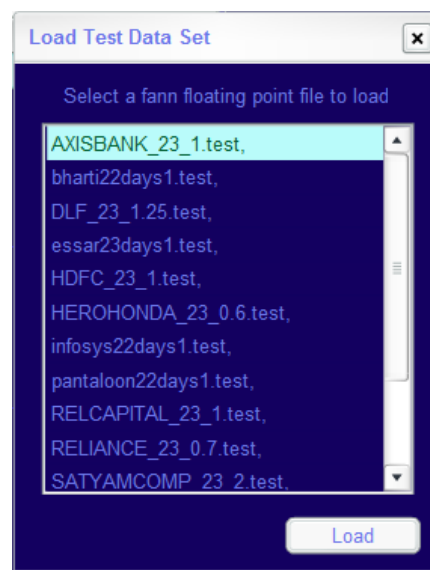 Load Test Data Set
Select a fann floating point file to load
AXISBANK_23_1.test,
bharti22days1.test,
DLF_23_1.25.test,
essar23days1.test,
HDFC_23_1.test,
HEROHONDA_23_0.6.test,
infosys22days1.test,
pantaloon22days1.test,
RELCAPITAL_23_1.test,
RELIANCE_23_0.7.test,
SATYAMCOMP_23_2.test,
Load